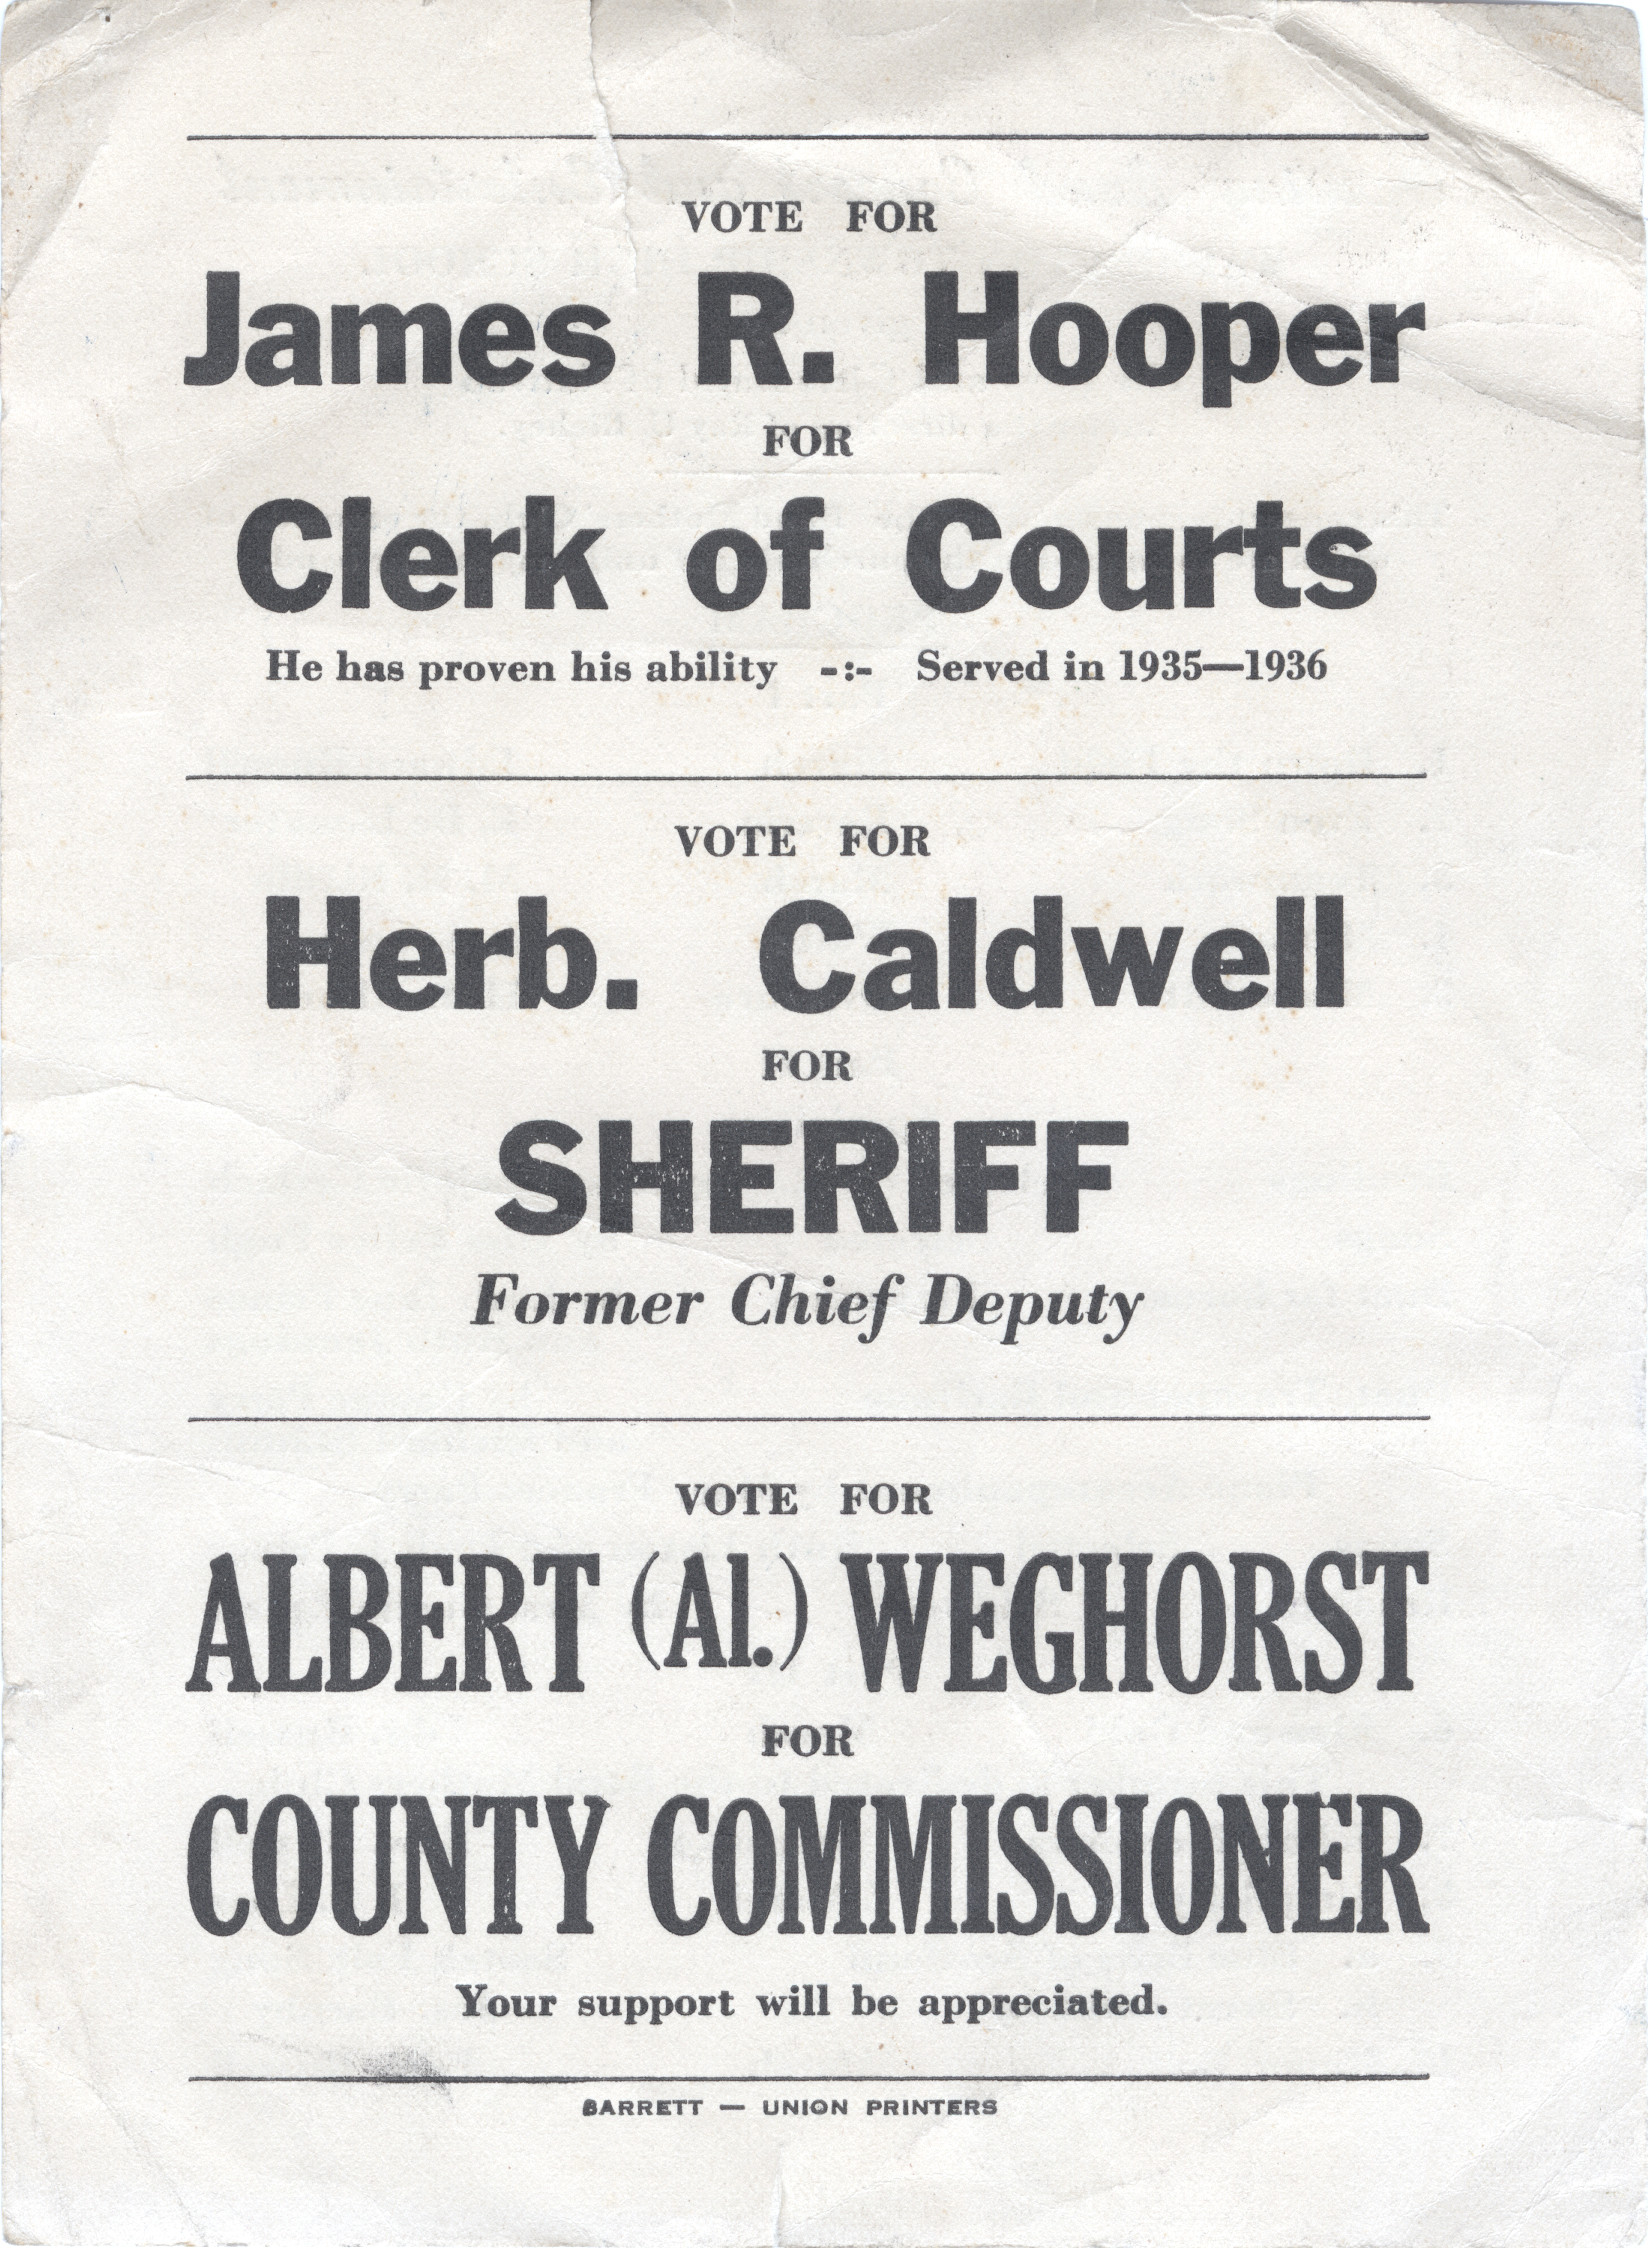 VOTE FOR
James R. Hooper
FOR
Clerk of Courts
He has proven his ability -:- Served in 1935—1936
VOTE FOR
Herb. Caldwell
FOR
SHERIFF
Former Chief Deputy
VOTE FOR
ALBERT (Al.) WEGHORST
FOR
COUNTY COMMISSIONER
Your support will be appreciated.
BARRETT — UNION PRINTERS